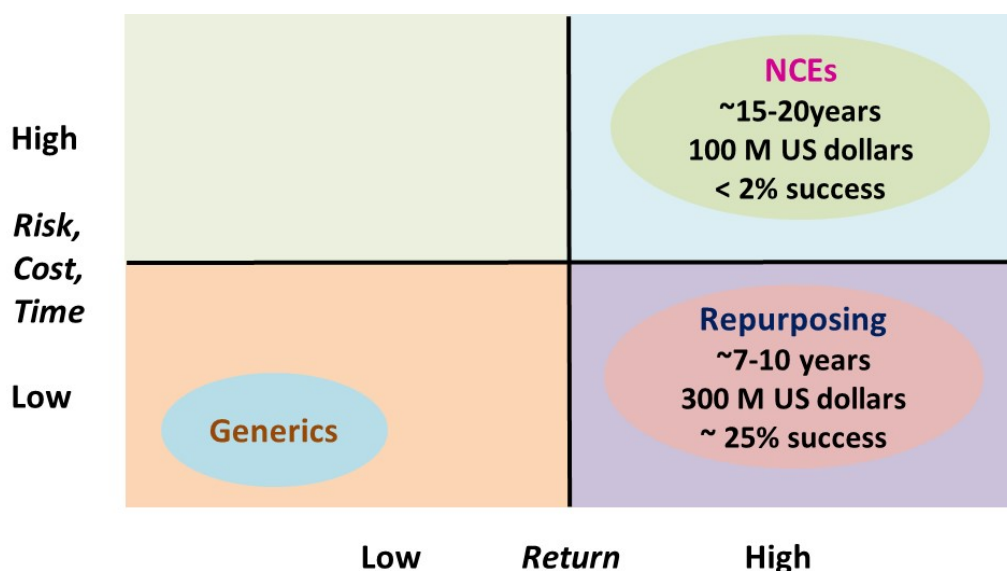 High
Risk,
Cost,
Time
Low
NCEs
~15-20years
100 M US dollars
< 2% success
Repurposing
~7-10 years
300 M US dollars
~ 25% success
Generics
Low Return High